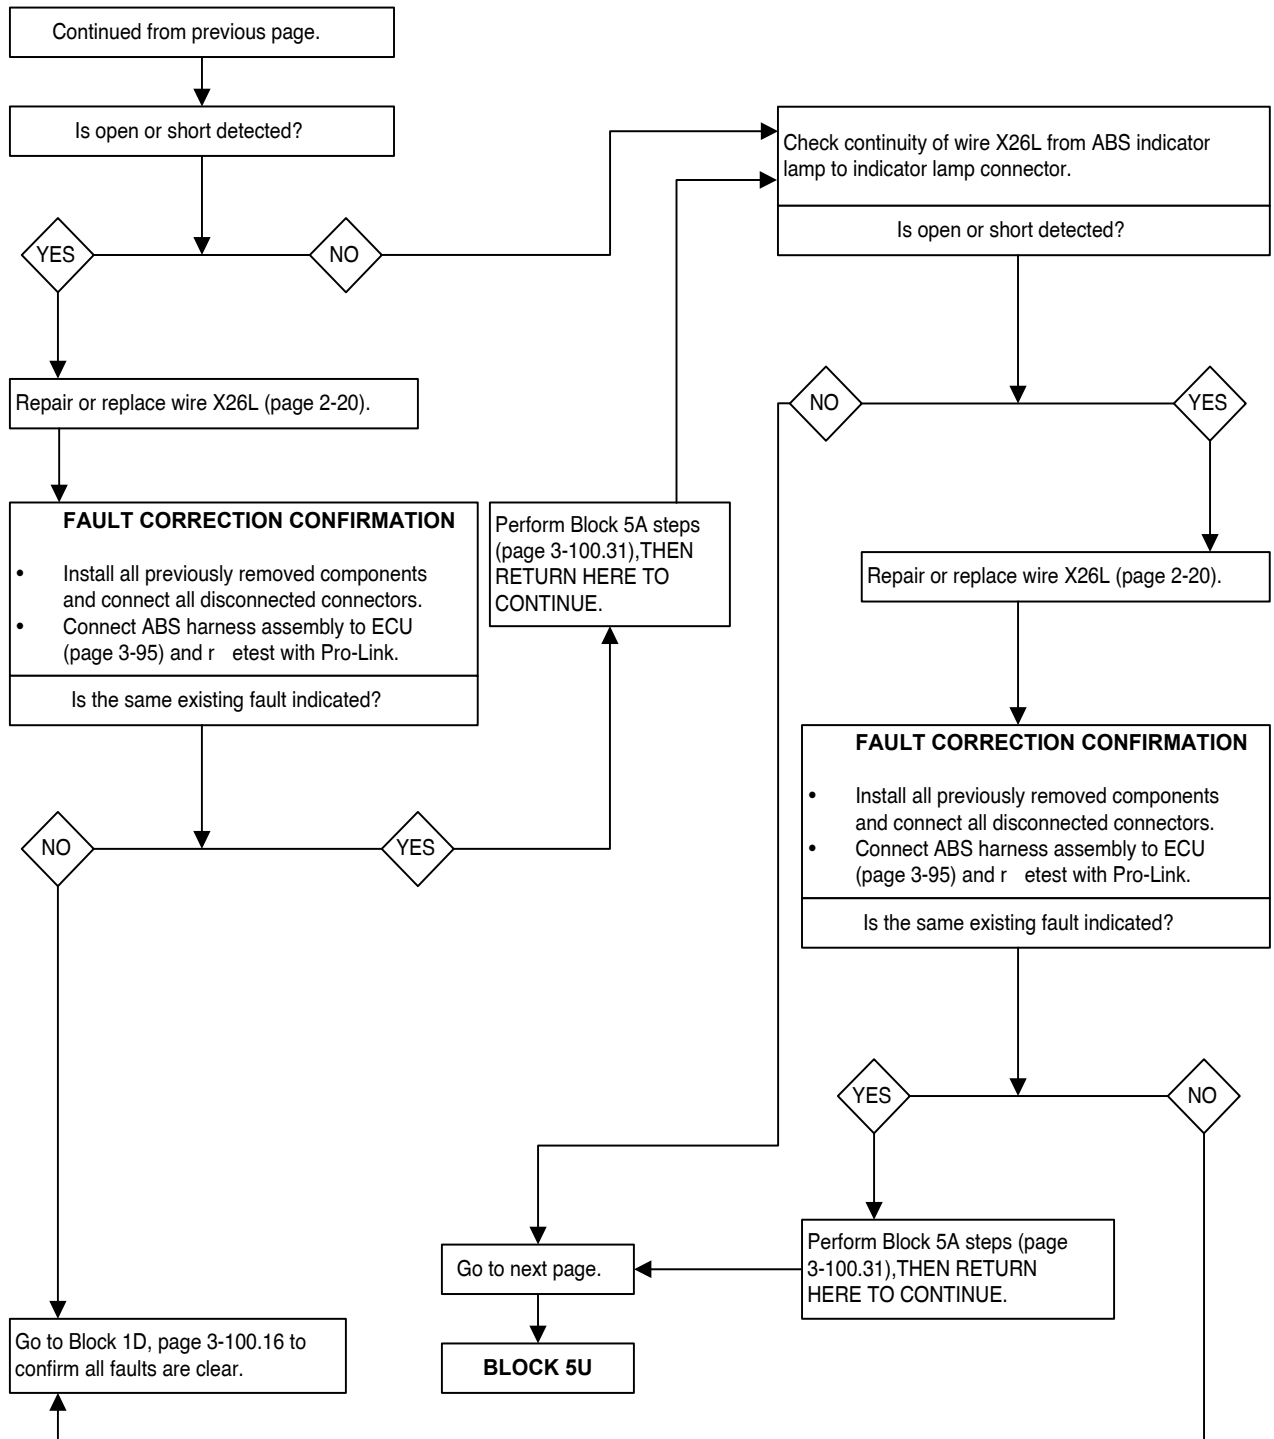 Continued from previous page.
Is open or short detected?
YES
NO
Repair or replace wire X26L (page 2-20).
FAULT CORRECTION CONFIRMATION
• Install all previously removed components
and connect all disconnected connectors.
• Connect ABS harness assembly to ECU
(page 3-95) and r etest with Pro-Link.
Is the same existing fault indicated?
NO
YES
Perform Block 5A steps
(page 3-100.31),THEN
RETURN HERE TO
CONTINUE.
Check continuity of wire X26L from ABS indicator
lamp to indicator lamp connector.
Is open or short detected?
NO
YES
Repair or replace wire X26L (page 2-20).
FAULT CORRECTION CONFIRMATION
• Install all previously removed components
and connect all disconnected connectors.
• Connect ABS harness assembly to ECU
(page 3-95) and r etest with Pro-Link.
Is the same existing fault indicated?
YES
NO
Perform Block 5A steps (page
3-100.31),THEN RETURN
HERE TO CONTINUE.
Go to next page.
BLOCK 5U
Go to Block 1D, page 3-100.16 to
confirm all faults are clear.